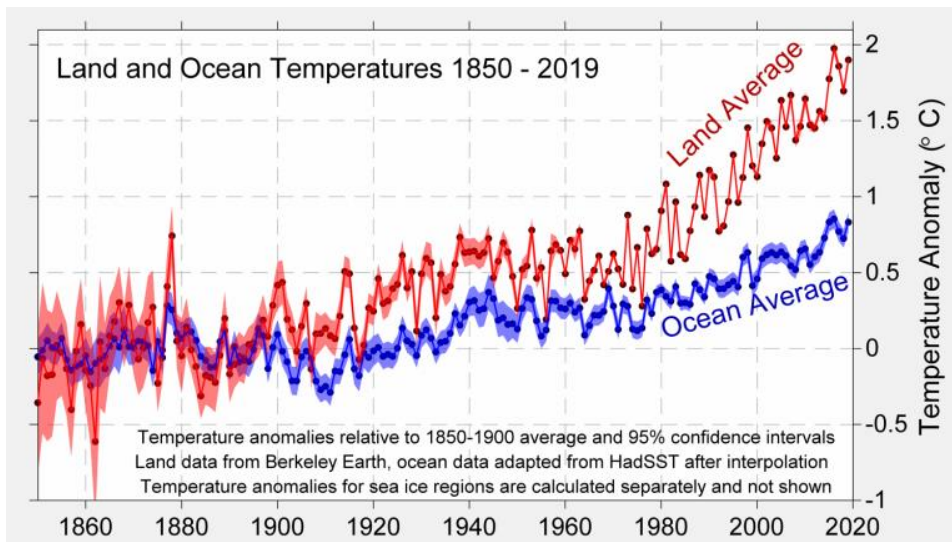 Land and Ocean Temperatures 1850 - 2019
Land Average
Ocean Average
Temperature anomalies relative to 1850-1900 average and 95% confidence intervals
Land data from Berkeley Earth, ocean data adapted from HadSST after interpolation
Temperature anomalies for sea ice regions are calculated separately and not shown
2
1.5
1
0.5
0
-0.5
-1
Temperature Anomaly (° C)
1860 1880 1900 1920 1940 1960 1980 2000 2020